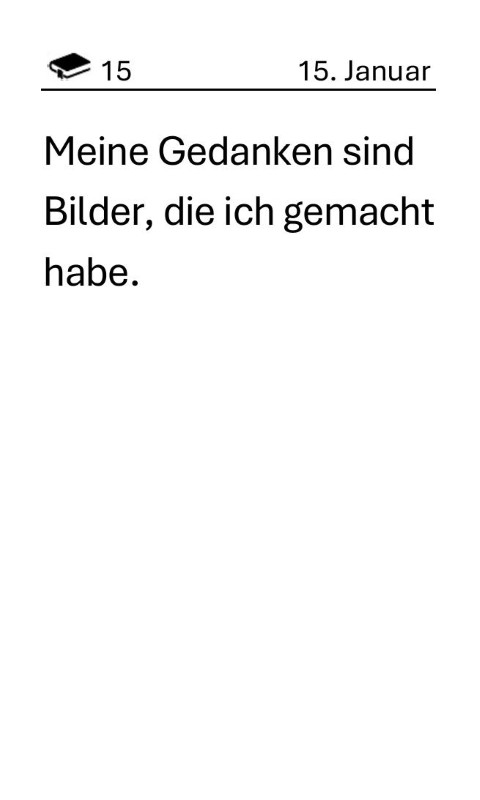 15 15. Januar
Meine Gedanken sind
Bilder, die ich gemacht
habe.